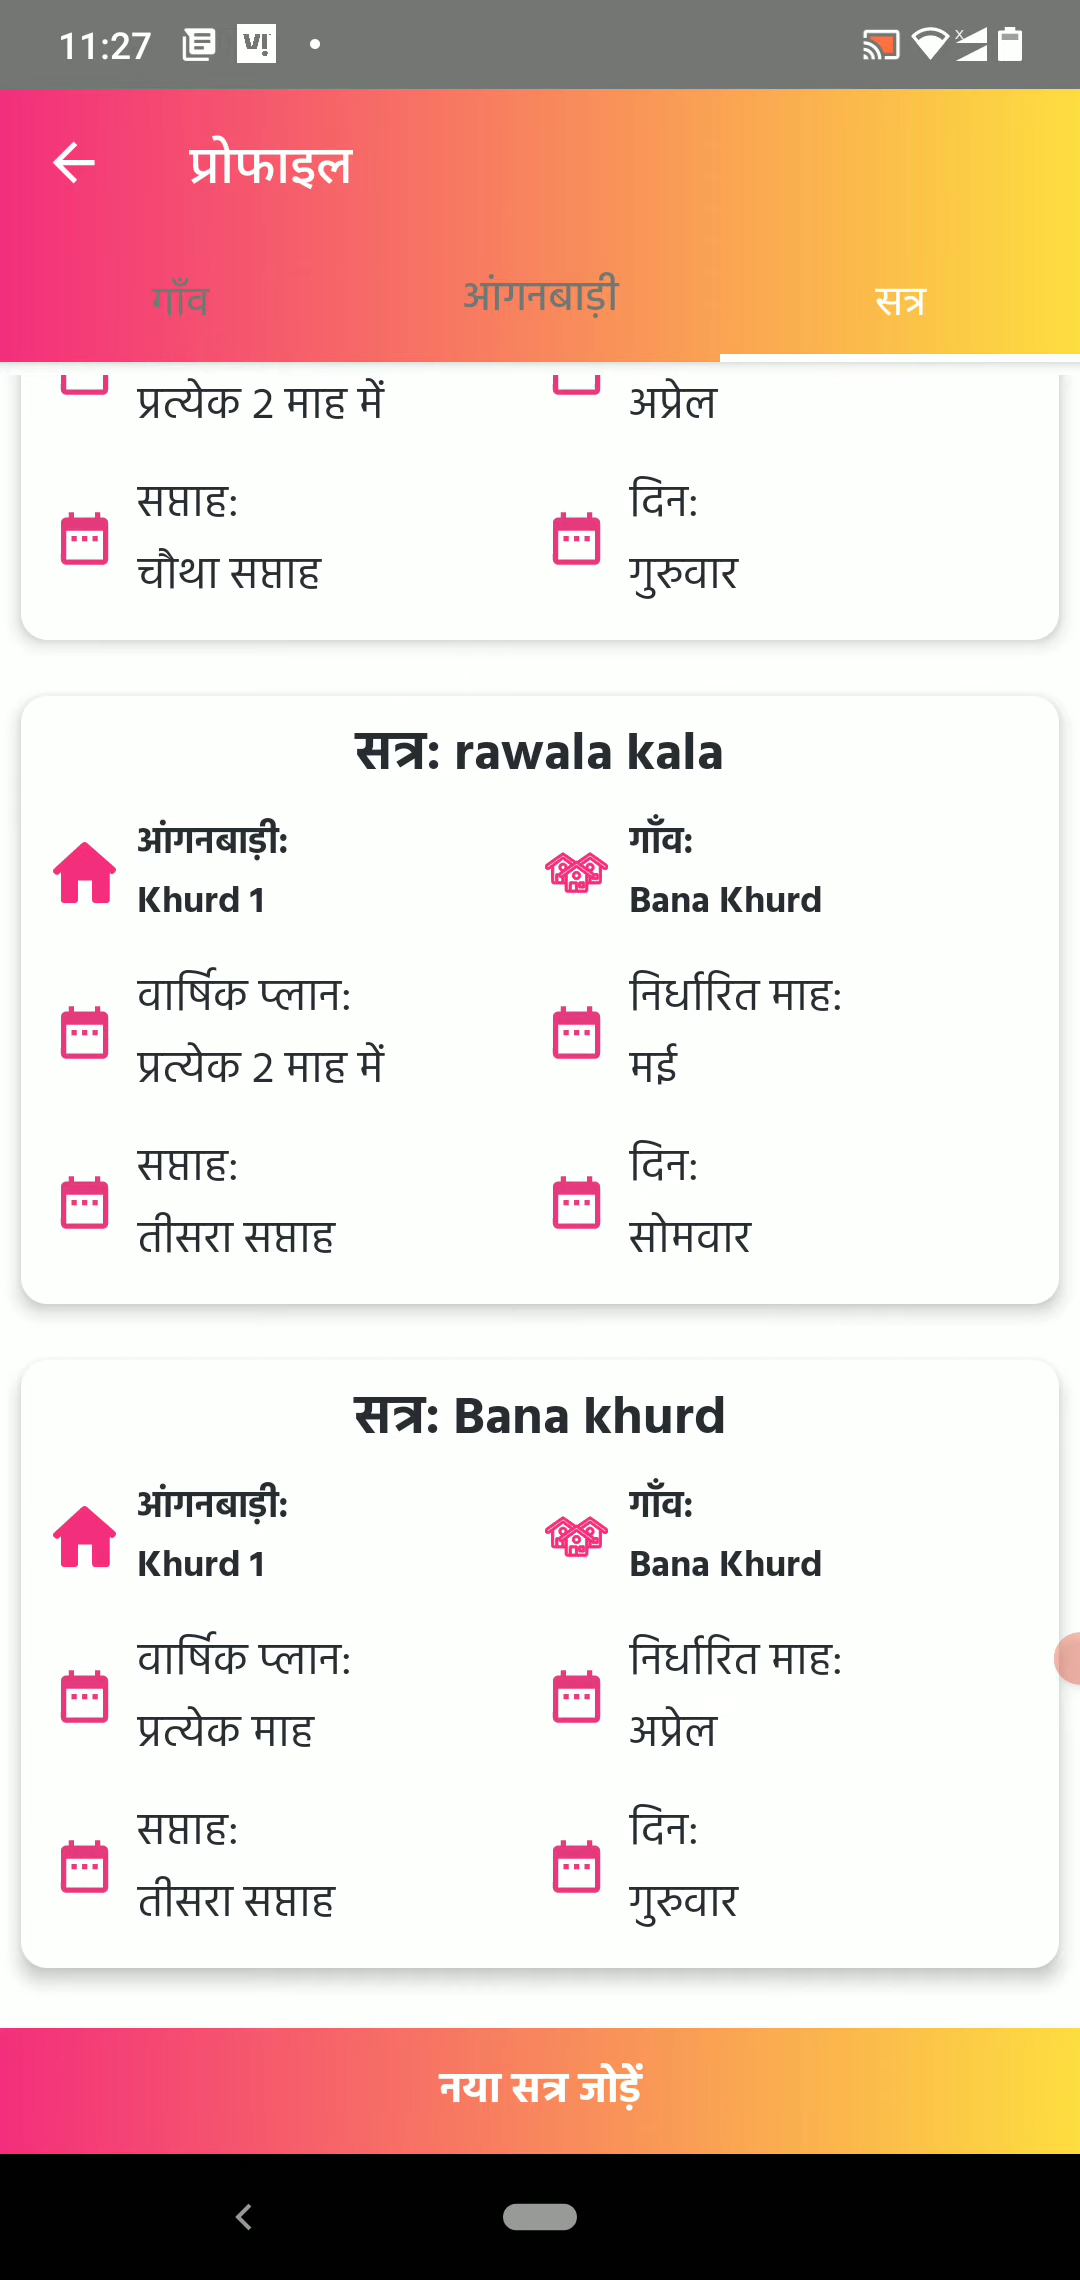 11:27
प्रोफाइल
गाँव आंगनबाड़ी सत्र
प्रत्येक 2 माह में अप्रेल
सप्ताह: दिन:
चौथा सप्ताह गुरुवार
सत्र: rawala kala
आंगनबाड़ी: गाँव:
Khurd 1 Bana Khurd
वार्षिक प्लान: निर्धारित माह:
प्रत्येक 2 माह में मई
सप्ताह: दिन:
तीसरा सप्ताह सोमवार
सत्र: Bana khurd
आंगनबाड़ी: गाँव:
Khurd 1 Bana Khurd
वार्षिक प्लान: निर्धारित माह:
प्रत्येक माह अप्रेल
सप्ताह: दिन:
तीसरा सप्ताह गुरुवार
नया सत्र जोड़ें